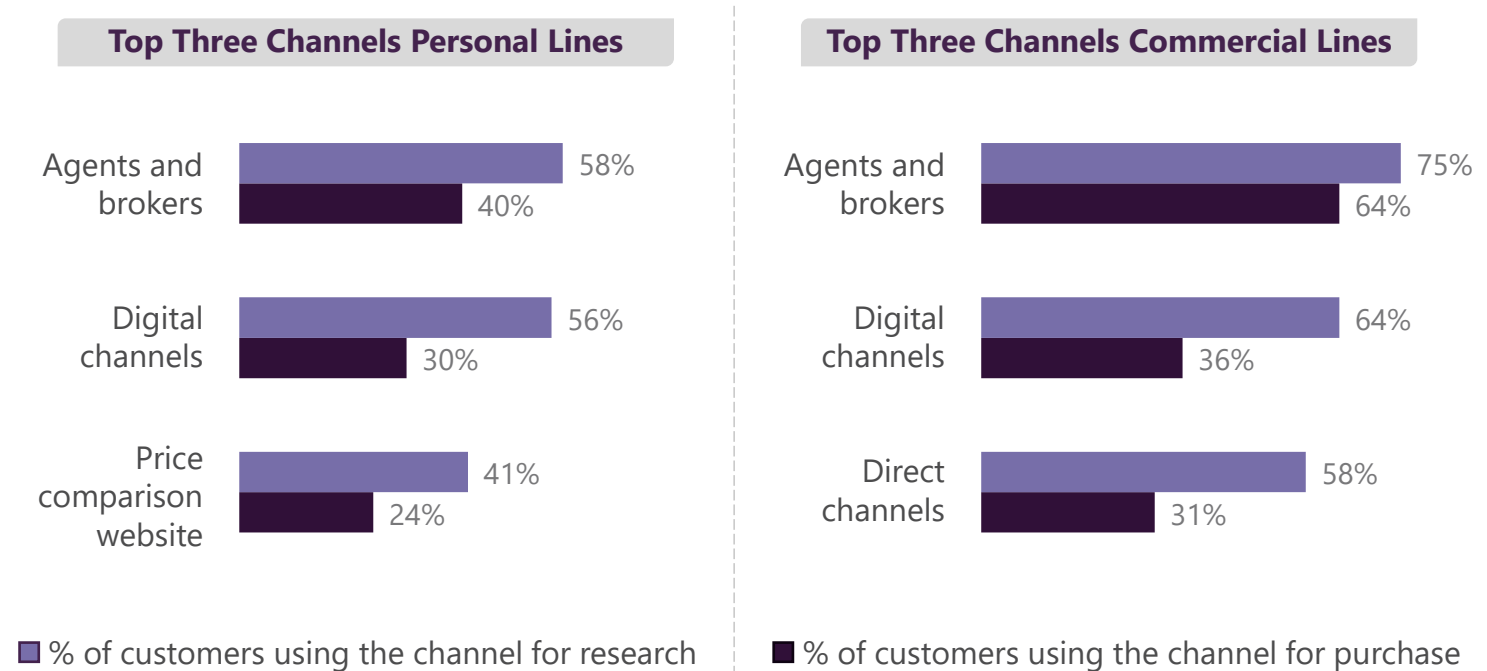 Top Three Channels Personal Lines
Agents and
brokers
58%
40%
Digital
channels
56%
30%
Price
comparison
website
41%
24%
Top Three Channels Commercial Lines
Agents and
brokers
75%
64%
Digital
channels
64%
36%
Direct
channels
58%
31%
% of customers using the channel for research
% of customers using the channel for purchase